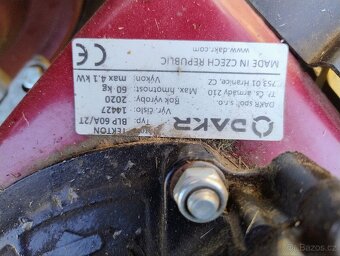 DAKR
DAKR spol. s r.o.
Tř. Čs. armády 210
753 01 Hranice, CZ
TEKTON
Typ: BLP 60A/2T
Výr. číslo: 14427
Rok výroby: 2020
Max. hmotnost: 60 kg
Výkon: max 4.1 kW
CE
MADE IN CZECH REPUBLIC
www.dakr.com
Bazoš.cz